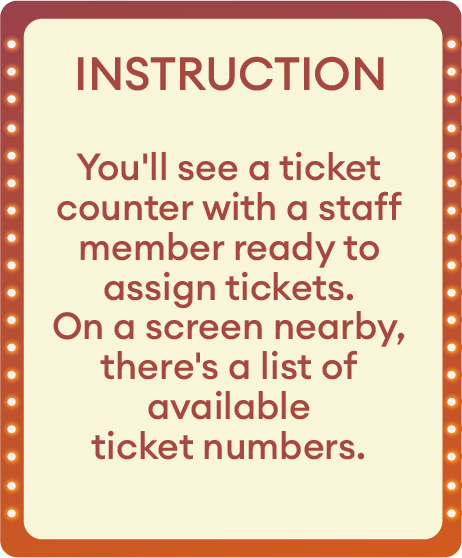 INSTRUCTION
You'll see a ticket
counter with a staff
member ready to
assign tickets.
On a screen nearby,
there's a list of
available
ticket numbers.